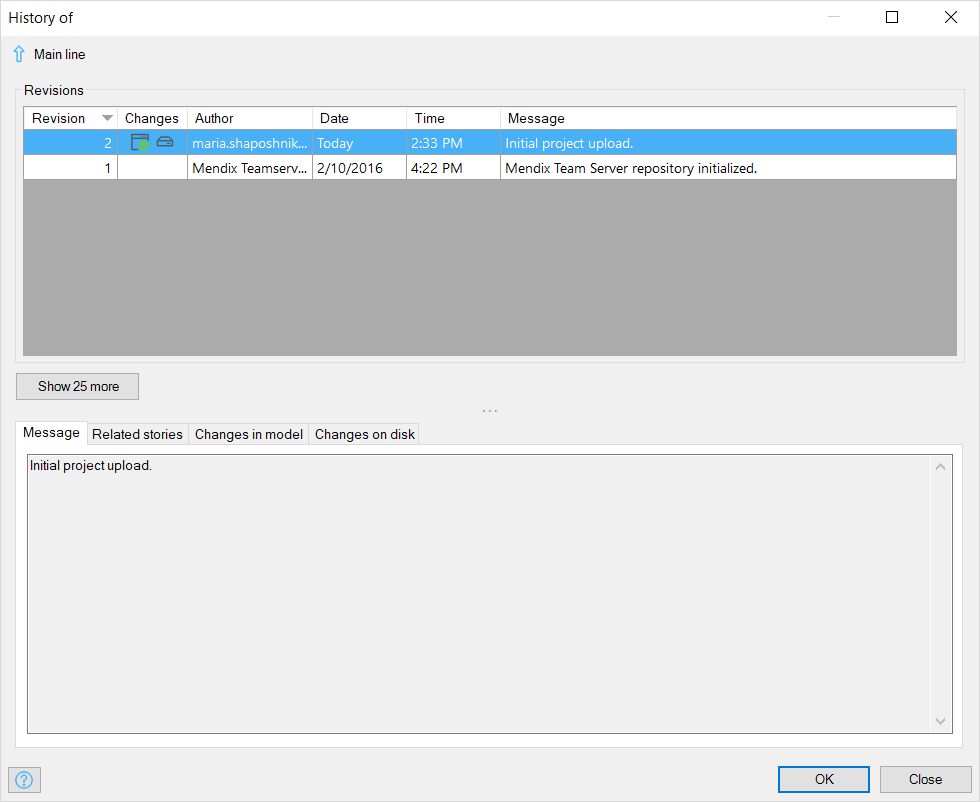 History of
Main line
Revisions
Revision Changes Author Date Time Message
2 maria.shaposhnik... Today 2:33 PM Initial project upload.
1 Mendix Teamserv... 2/10/2016 4:22 PM Mendix Team Server repository initialized.
Show 25 more
...
Message Related stories Changes in model Changes on disk
Initial project upload.
? OK Close